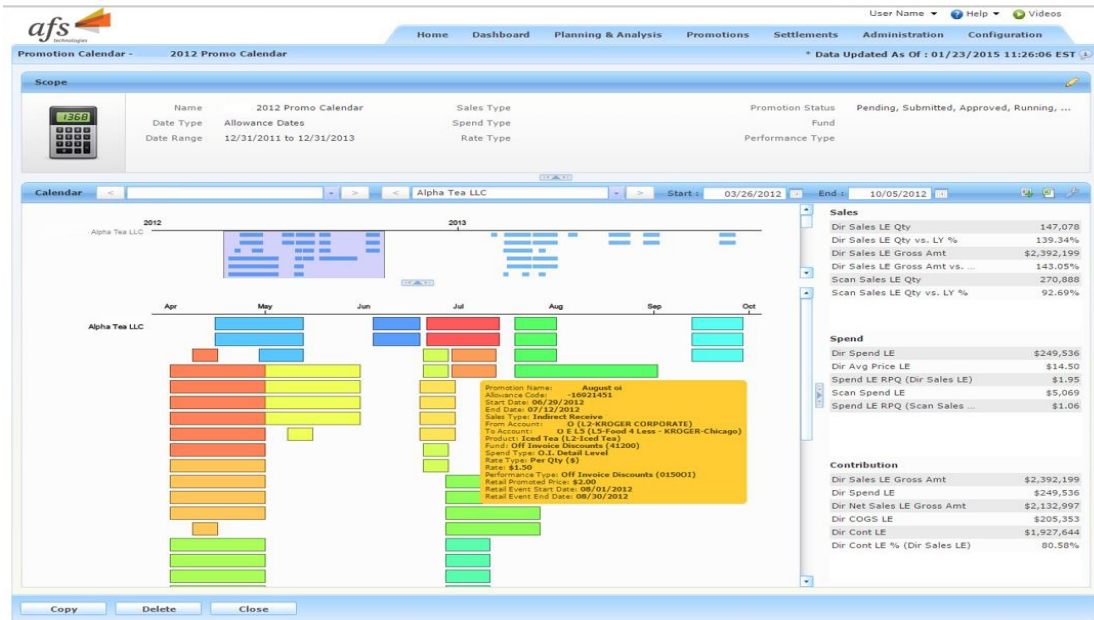 afs
technologies
User Name Help Videos
Home Dashboard Planning & Analysis Promotions Settlements Administration Configuration
Promotion Calendar - 2012 Promo Calendar * Data Updated As Of : 01/23/2015 11:26:06 EST
Scope
1368
Name 2012 Promo Calendar Sales Type Promotion Status Pending, Submitted, Approved, Running, ...
Date Type Allowance Dates Spend Type Fund
Date Range 12/31/2011 to 12/31/2013 Rate Type Performance Type
Calendar < > < Alpha Tea LLC > Start : 03/26/2012 End : 10/05/2012
2012 2013
Alpha Tea LLC
Apr May Jun Jul Aug Sep Oct
Alpha Tea LLC
Promotion Name: August oi
Allowance Code: -16921451
Start Date: 06/29/2012
End Date: 07/12/2012
Sales Type: Indirect Receive
From Account: O (L2-KROGER CORPORATE)
To Account: O E L5 (L5-Food 4 Less - KROGER-Chicago)
Product: Iced Tea (L2-Iced Tea)
Fund: Off Invoice Discounts (41200)
Spend Type: O.I. Detail Level
Rate Type: Per Qty ($)
Rate: $1.50
Performance Type: Off Invoice Discounts (0150OI)
Retail Promoted Price: $2.00
Retail Event Start Date: 08/01/2012
Retail Event End Date: 08/30/2012
Sales
Dir Sales LE Qty 147,078
Dir Sales LE Qty vs. LY % 139.34%
Dir Sales LE Gross Amt $2,392,199
Dir Sales LE Gross Amt vs. ... 143.05%
Scan Sales LE Qty 270,888
Scan Sales LE Qty vs. LY % 92.69%
Spend
Dir Spend LE $249,536
Dir Avg Price LE $14.50
Spend LE RPQ (Dir Sales LE) $1.95
Scan Spend LE $5,069
Spend LE RPQ (Scan Sales ... $1.06
Contribution
Dir Sales LE Gross Amt $2,392,199
Dir Spend LE $249,536
Dir Net Sales LE Gross Amt $2,132,997
Dir COGS LE $205,353
Dir Cont LE $1,927,644
Dir Cont LE % (Dir Sales LE) 80.58%
Copy Delete Close